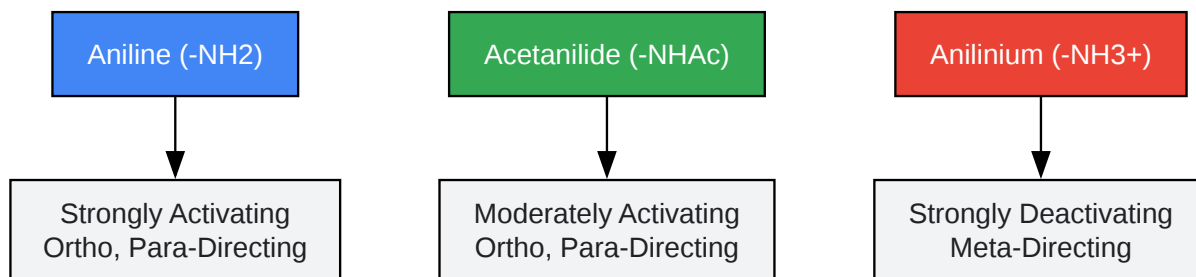 Aniline (-NH2)
Acetanilide (-NHAc)
Anilinium (-NH3+)
Strongly Activating
Ortho, Para-Directing
Moderately Activating
Ortho, Para-Directing
Strongly Deactivating
Meta-Directing